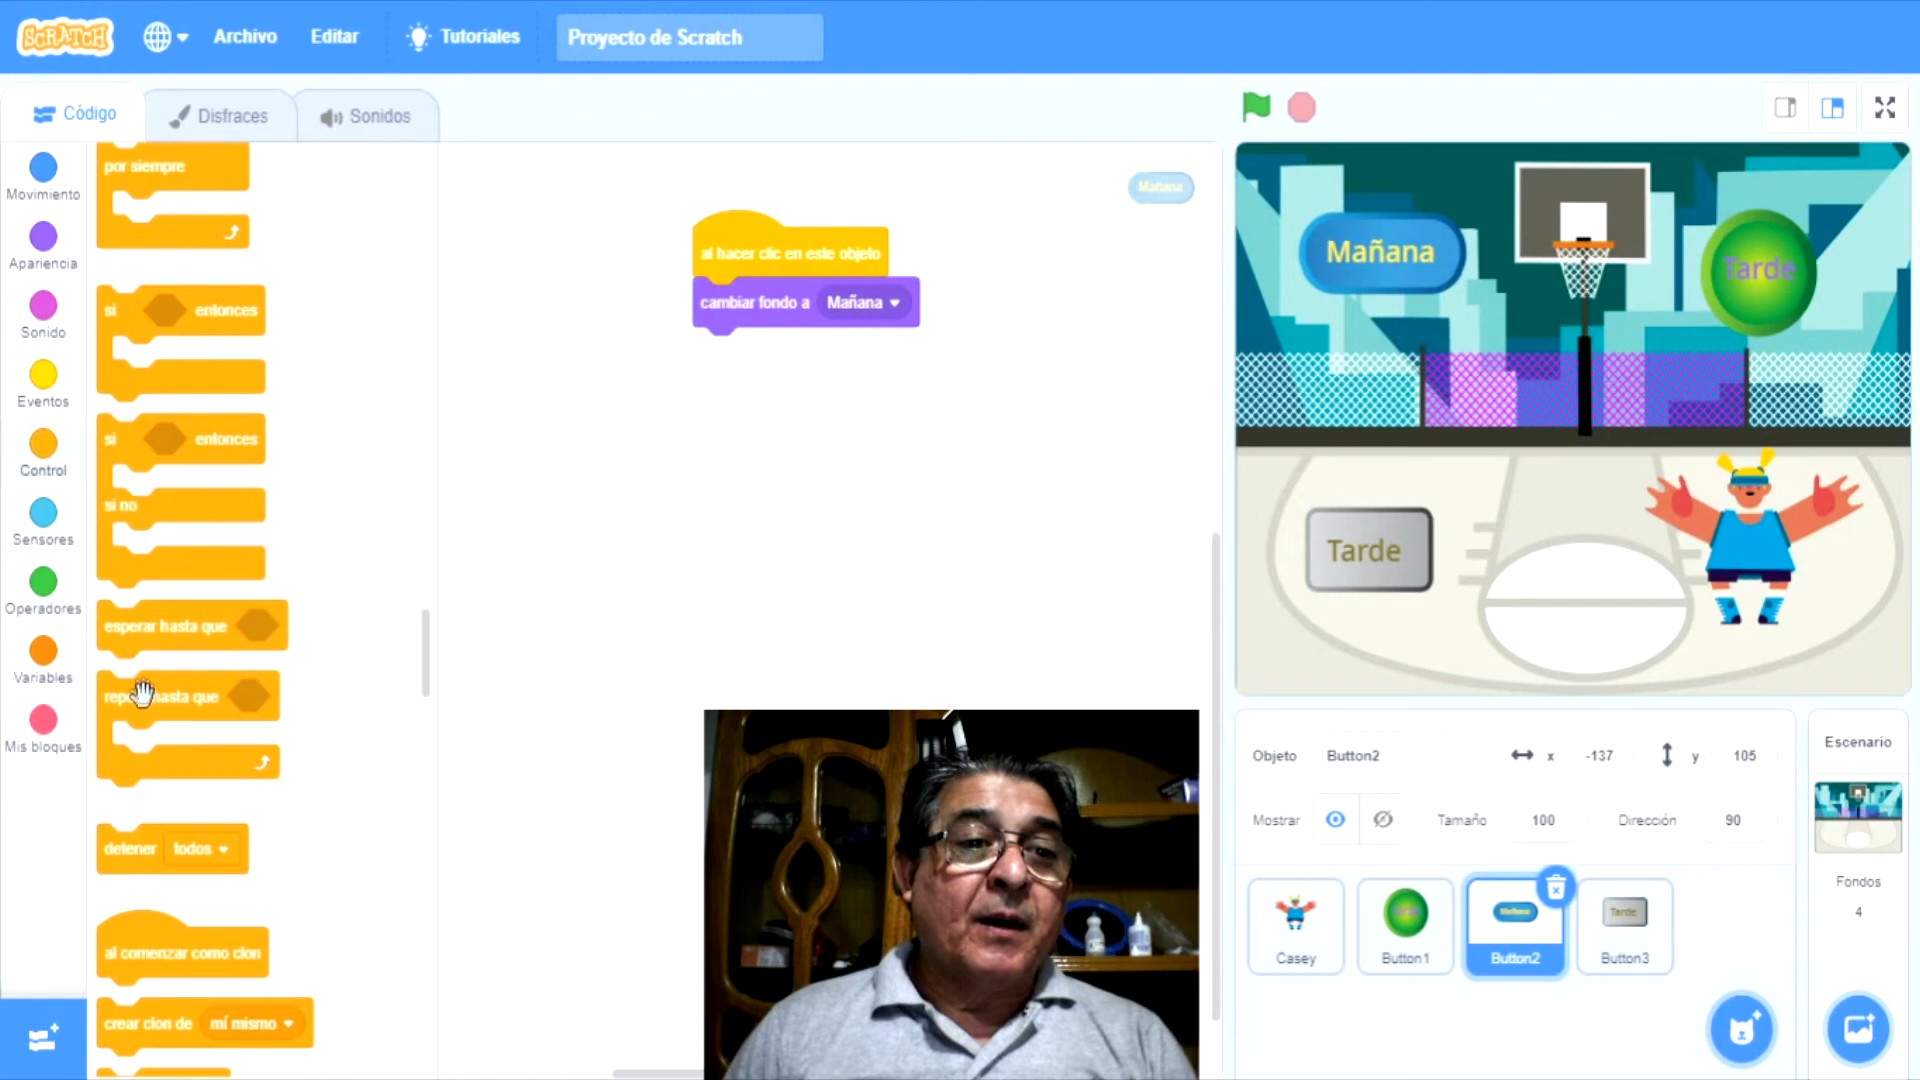 SCRATCH
Archivo
Editar
Tutoriales
Proyecto de Scratch
Código
Disfraces
Sonidos
Movimiento
Apariencia
Sonido
Eventos
Control
Sensores
Operadores
Variables
Mis bloques
por siempre
si entonces
si entonces
si no
esperar hasta que
hasta que
detener todos
al comenzar como clon
crear clon de mí mismo
Mañana
al hacer clic en este objeto
cambiar fondo a Mañana
Mañana
Tarde
Tarde
Objeto Button2 x -137 y 105
Mostrar Tamaño 100 Dirección 90
Casey
Button1
Mañana
Button2
Tarde
Button3
Escenario
Fondos
4